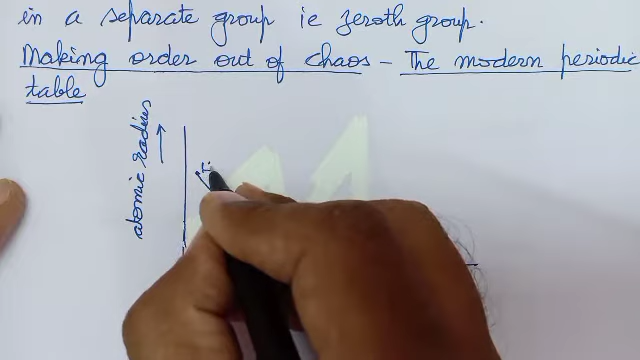 in a separate group ie zeroth group.
Making order out of chaos - The modern periodic
table
atomic radius →